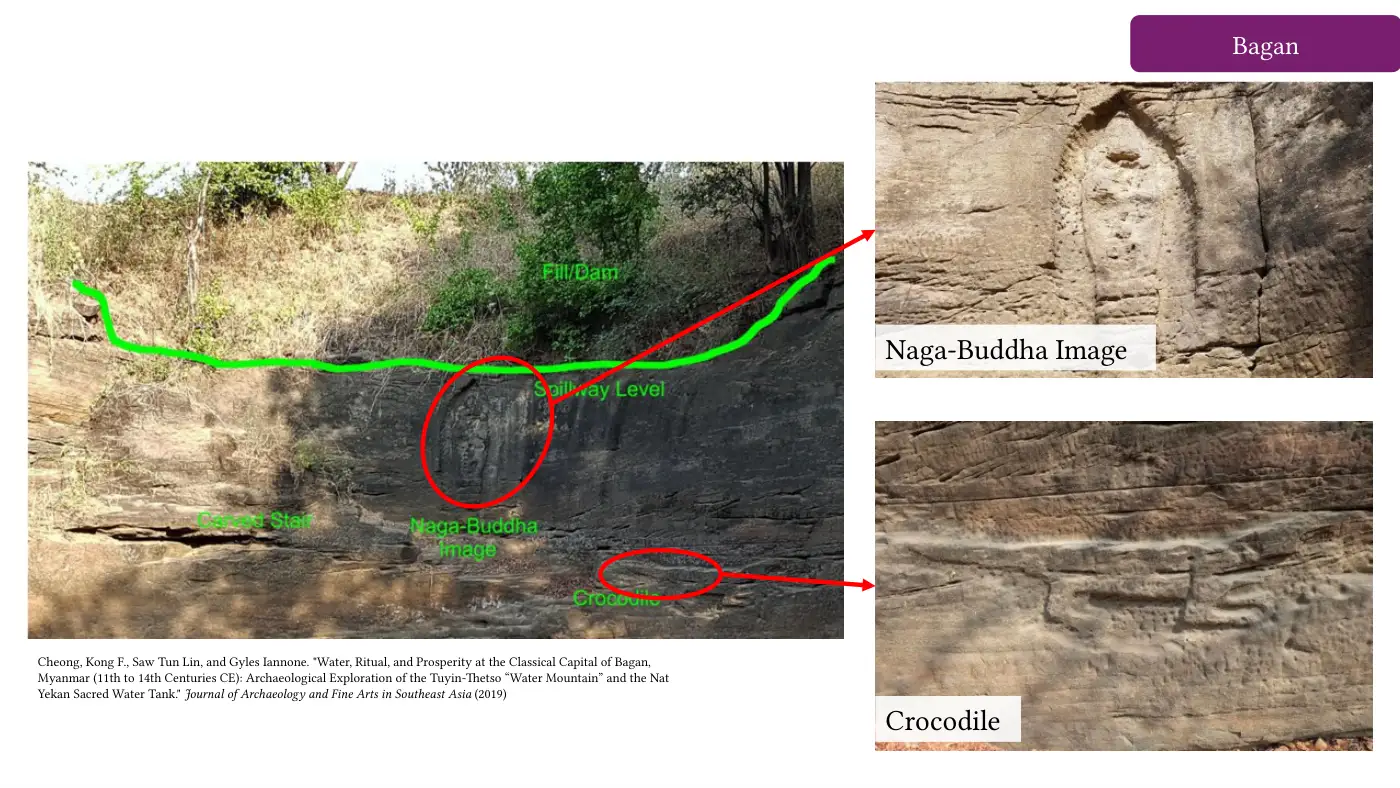 Bagan
Fill/Dam
Spillway Level
Carved Stair
Naga-Buddha
Image
Crocodile
Naga-Buddha Image
Crocodile
Cheong, Kong F., Saw Tun Lin, and Gyles Iannone. "Water, Ritual, and Prosperity at the Classical Capital of Bagan,
Myanmar (11th to 14th Centuries CE): Archaeological Exploration of the Tuyin-Thetso “Water Mountain” and the Nat
Yekan Sacred Water Tank." Journal of Archaeology and Fine Arts in Southeast Asia (2019)